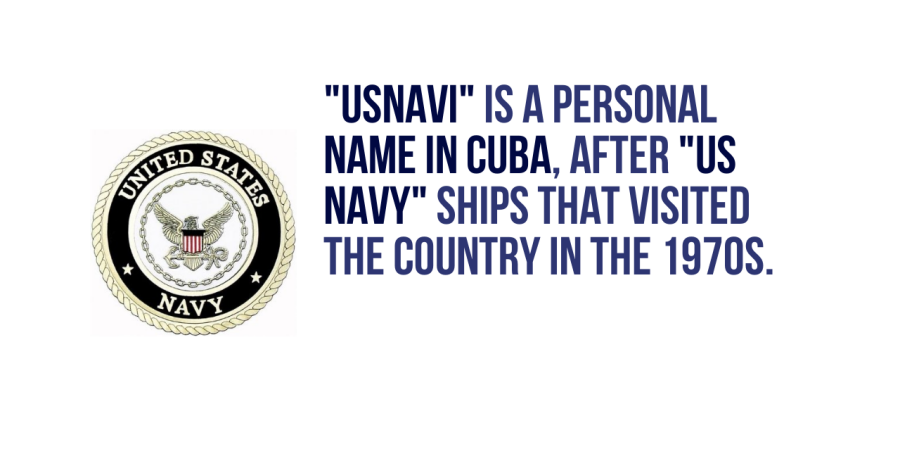 UNITED STATES
NAVY
"USNAVI" IS A PERSONAL
NAME IN CUBA, AFTER "US
NAVY" SHIPS THAT VISITED
THE COUNTRY IN THE 1970S.